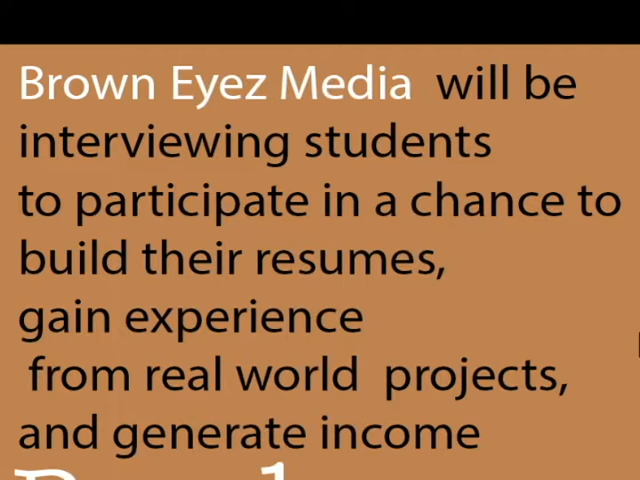 Brown Eyez Media will be
interviewing students
to participate in a chance to
build their resumes,
gain experience
from real world projects,
and generate income